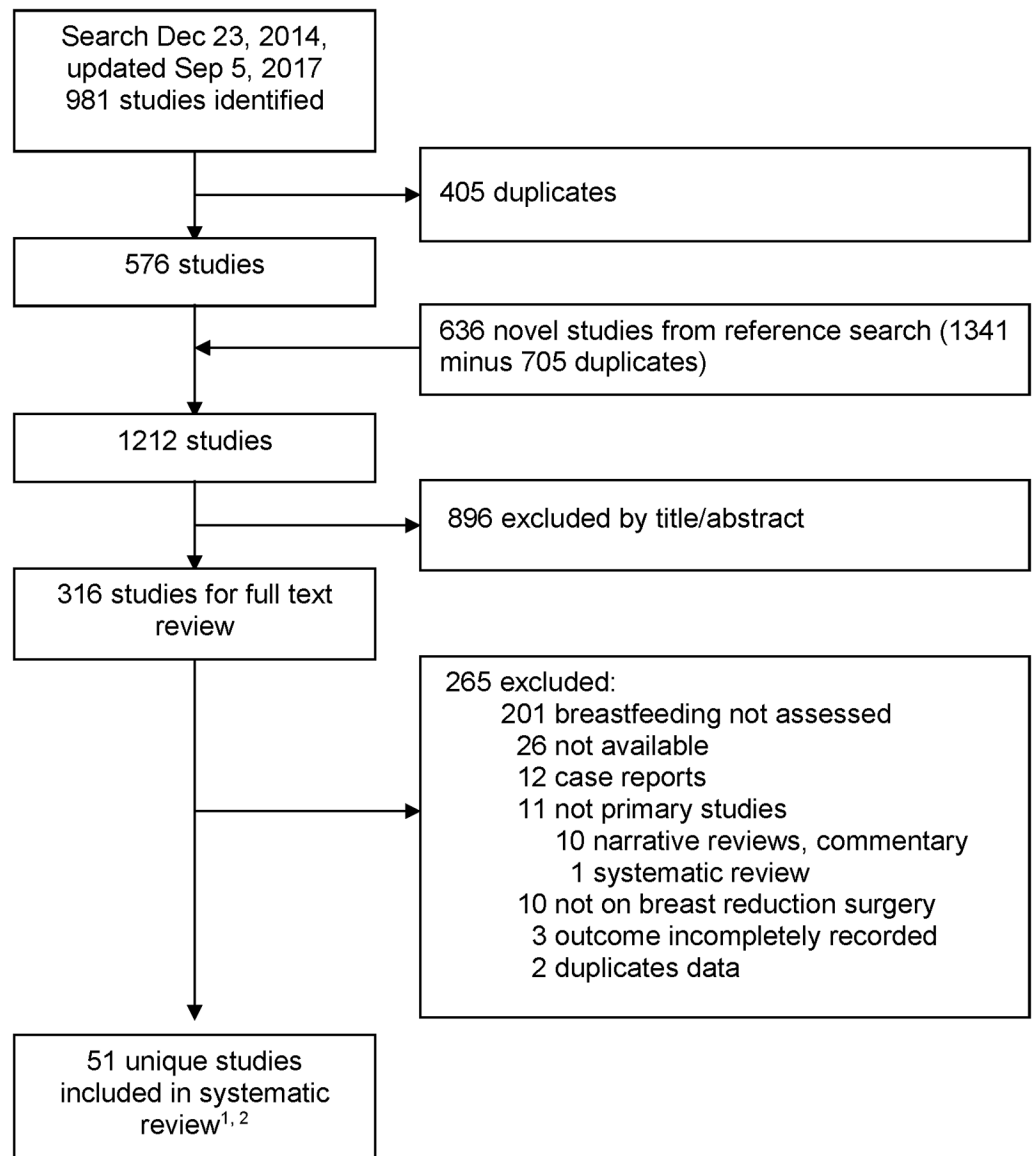 Search Dec 23, 2014,
updated Sep 5, 2017
981 studies identified
405 duplicates
576 studies
636 novel studies from reference search (1341
minus 705 duplicates)
1212 studies
896 excluded by title/abstract
316 studies for full text
review
265 excluded:
201 breastfeeding not assessed
26 not available
12 case reports
11 not primary studies
10 narrative reviews, commentary
1 systematic review
10 not on breast reduction surgery
3 outcome incompletely recorded
2 duplicates data
51 unique studies
included in systematic
review1, 2